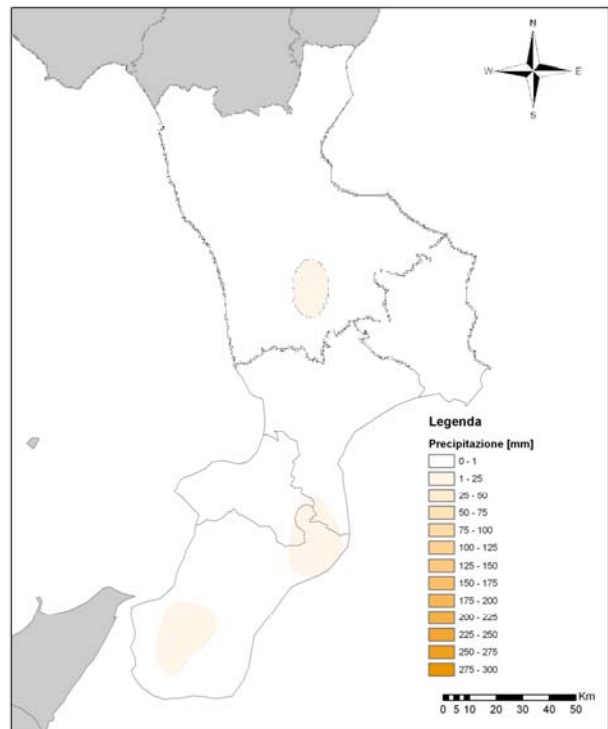 N
W E
S
Legenda
Precipitazione [mm]
0 - 1
1 - 25
25 - 50
50 - 75
75 - 100
100 - 125
125 - 150
150 - 175
175 - 200
200 - 225
225 - 250
250 - 275
275 - 300
Km
0 5 10 20 30 40 50